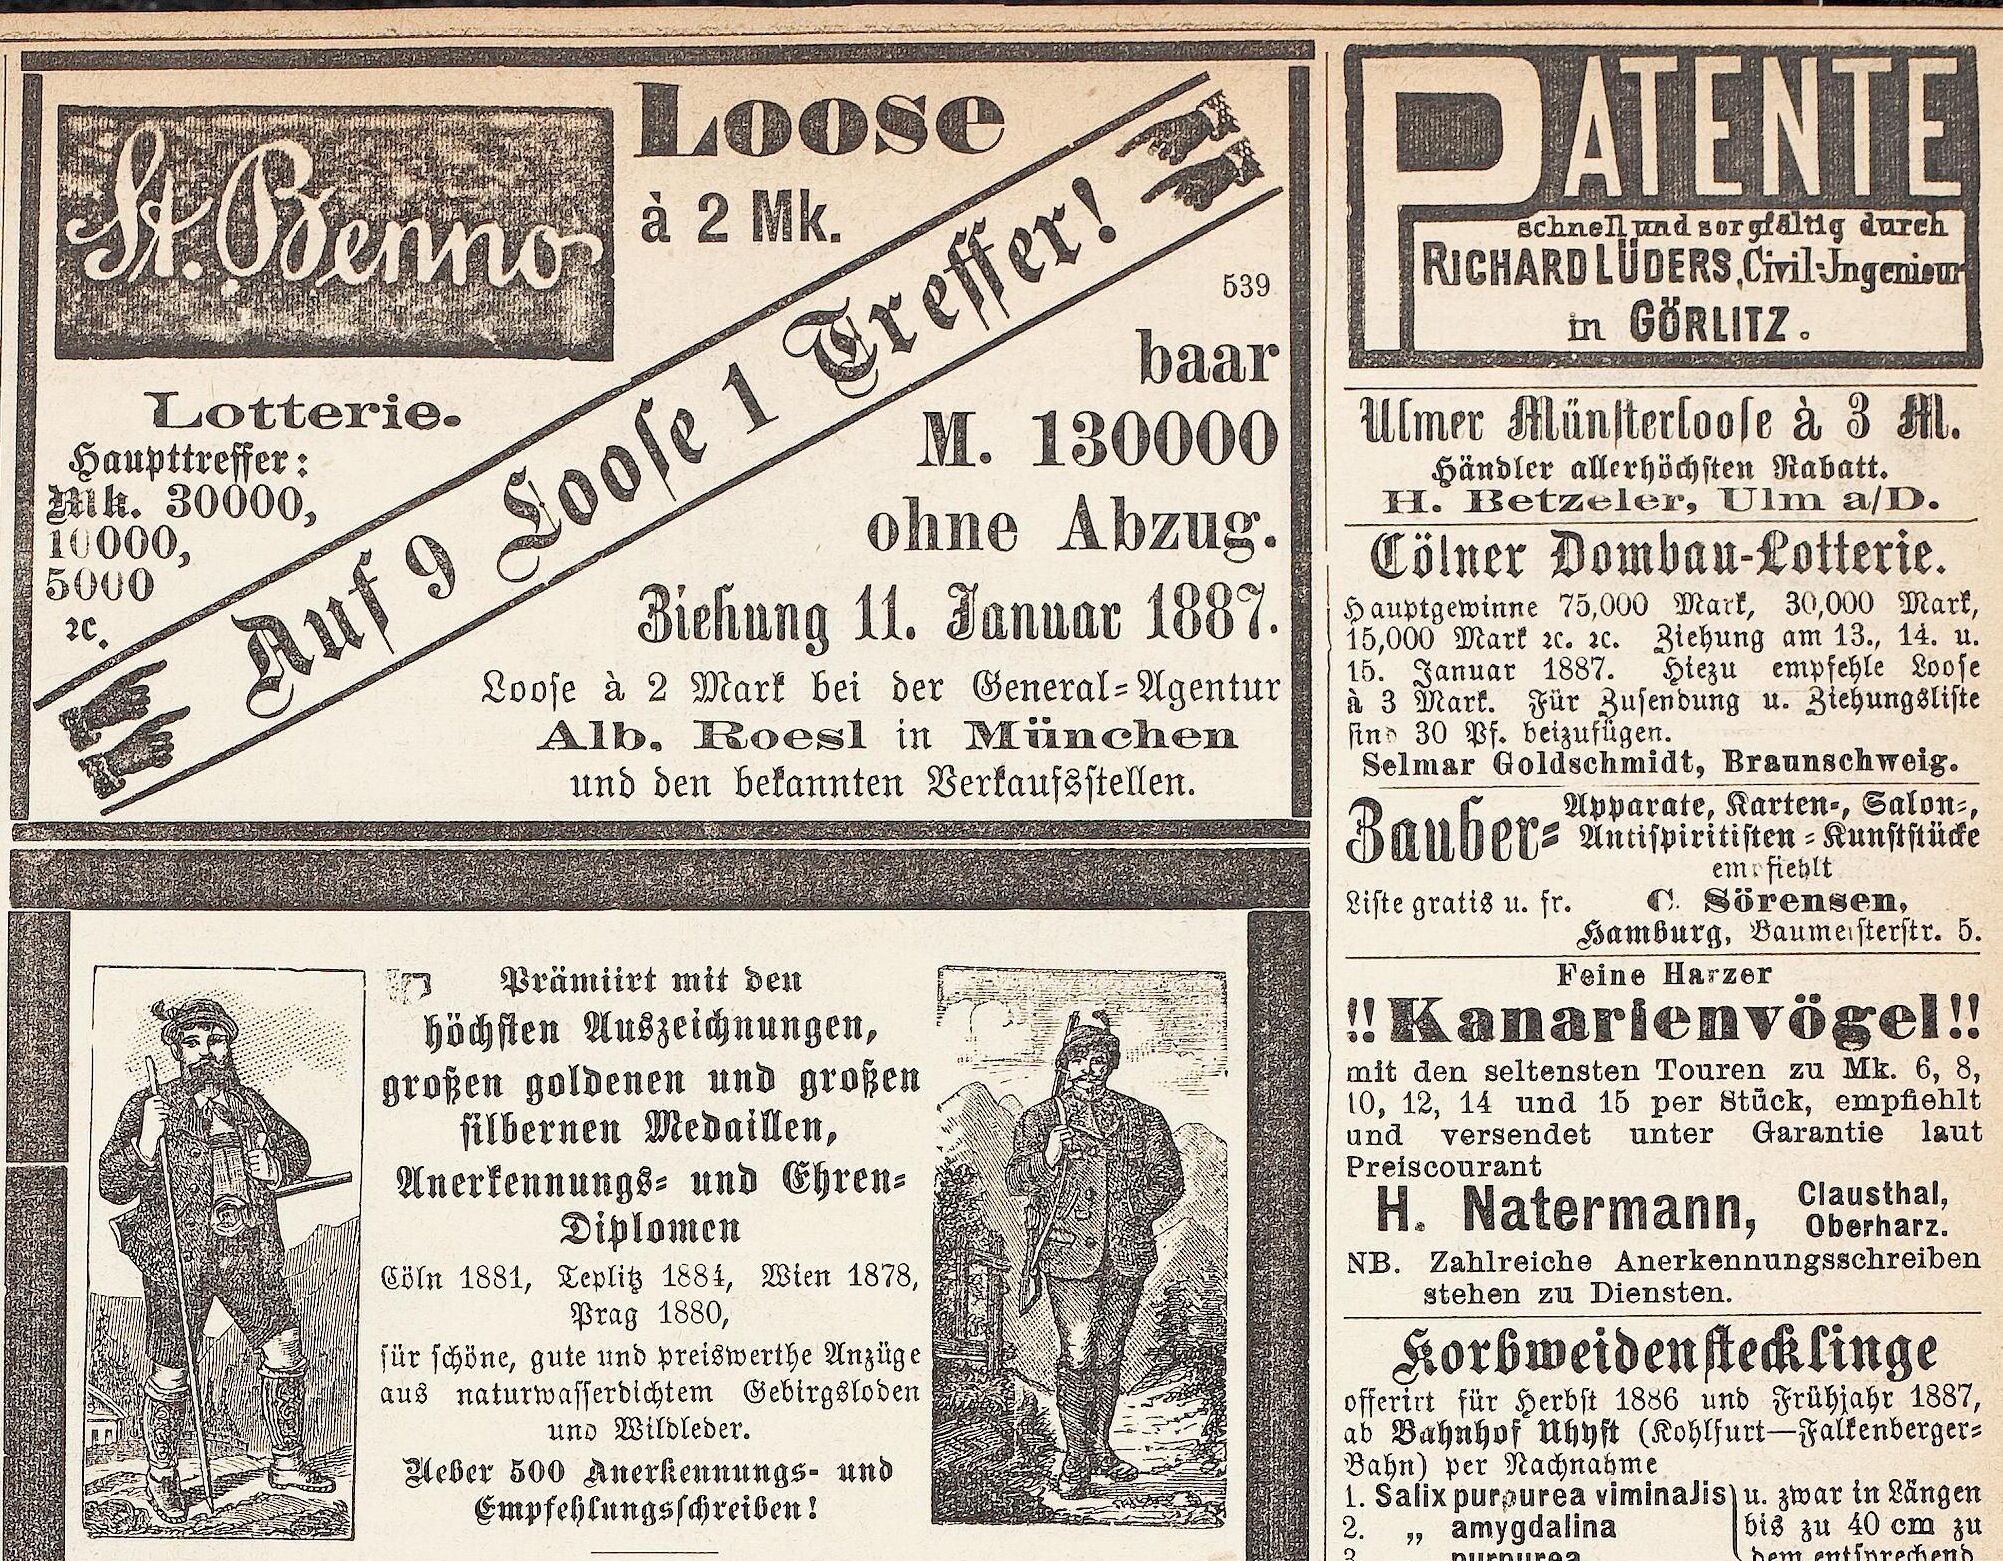 St. Benno
Loose
à 2 Mk.
Lotterie.
Haupttreffer:
Mk. 30000,
10000,
5000
ꝛc.
Auf 9 Looſe 1 Treffer!
539
baar
M. 130000
ohne Abzug.
Ziehung 11. Januar 1887.
Looſe à 2 Mark bei der General-Agentur
Alb. Roesl in München
und den bekannten Verkaufsſtellen.
Prämiirt mit den
höchſten Auszeichnungen,
großen goldenen und großen
ſilbernen Medaillen,
Anerkennungs- und Ehren-
Diplomen
Cöln 1881, Teplitz 1884, Wien 1878,
Prag 1880,
für ſchöne, gute und preiswerthe Anzüge
aus naturwaſſerdichtem Gebirgsloden
und Wildleder.
Ueber 500 Anerkennungs- und
Empfehlungsſchreiben!
PATENTE
schnell und sorgfältig durch
RICHARD LÜDERS, Civil-Ingenieur
in GÖRLITZ.
Ulmer Münſterlooſe à 3 M.
Händler allerhöchſten Rabatt.
H. Betzeler, Ulm a/D.
Cölner Dombau-Lotterie.
Hauptgewinne 75,000 Mark, 30,000 Mark,
15,000 Mark ꝛc. ꝛc. Ziehung am 13., 14. u.
15. Januar 1887. Hiezu empfehle Looſe
à 3 Mark. Für Zuſendung u. Ziehungsliſte
ſind 30 Pf. beizufügen.
Selmar Goldschmidt, Braunschweig.
Zauber-
Apparate, Karten-, Salon-,
Antiſpiritiſten-Kunſtſtücke
empfiehlt
Liſte gratis u. fr. C. Sörensen,
Hamburg, Baumeiſterſtr. 5.
Feine Harzer
!!Kanarienvögel!!
mit den seltensten Touren zu Mk. 6, 8,
10, 12, 14 und 15 per Stück, empfiehlt
und versendet unter Garantie laut
Preiscourant
H. Natermann, Clausthal,
Oberharz.
NB. Zahlreiche Anerkennungsschreiben
stehen zu Diensten.
Korbweidenſtecklinge
offerirt für Herbſt 1886 und Frühjahr 1887,
ab Bahnhof Uhyſt (Kohlfurt—Falkenberger-
Bahn) per Nachnahme
1. Salix purpurea viminalis) u. zwar in Längen
2. „ amygdalina bis zu 40 cm zu
3. purpurea dem entſprechend